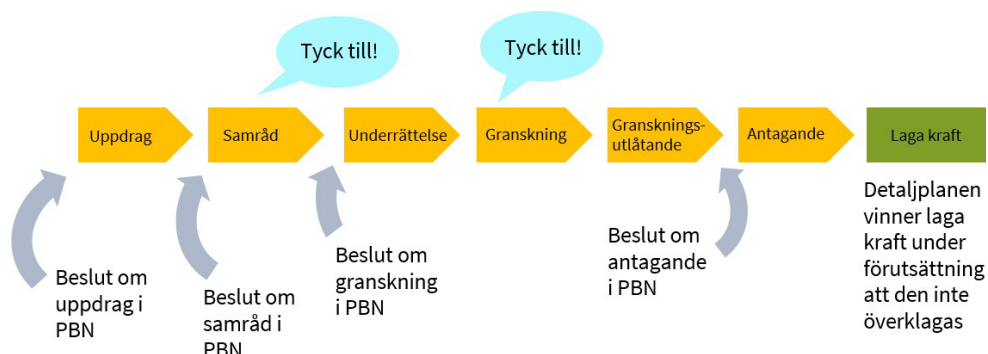 Tyck till!
Tyck till!
Uppdrag
Samråd
Underrättelse
Granskning
Gransknings-
utlåtande
Antagande
Laga kraft
Beslut om
uppdrag i
PBN
Beslut om
samråd i
PBN
Beslut om
granskning
i PBN
Beslut om
antagande
i PBN
Detaljplanen
vinner laga
kraft under
förutsättning
att den inte
överklagas